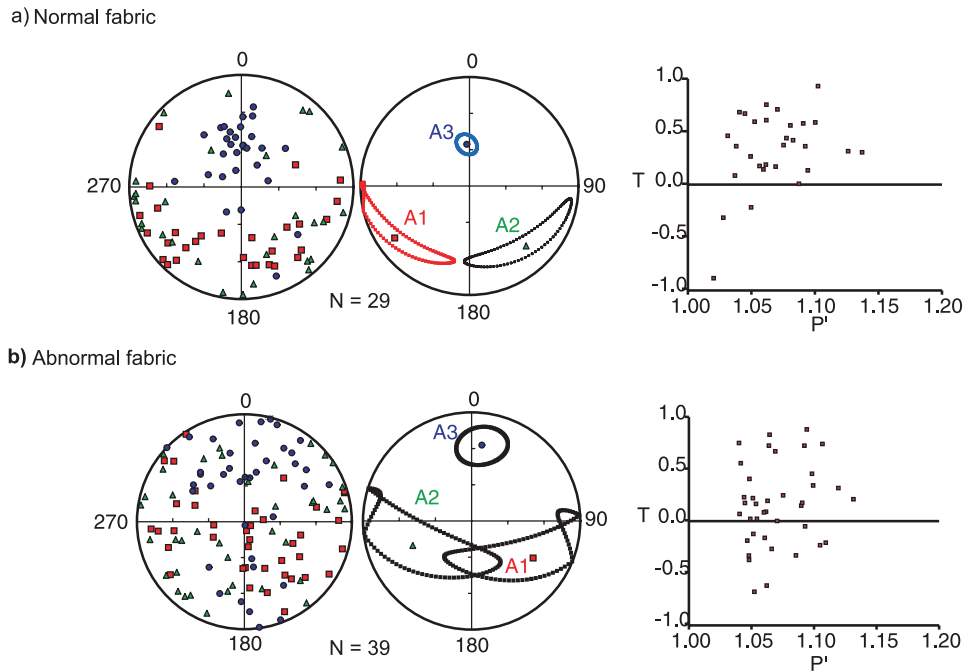 a) Normal fabric
0
270
180
N = 29
0
A3
A1
A2
90
180
1.0
0.5
T 0.0
-0.5
-1.0
1.00 1.05 1.10 1.15 1.20
P'
b) Abnormal fabric
0
270
180
N = 39
0
A3
A2
A1
90
180
1.0
0.5
T 0.0
-0.5
-1.0
1.00 1.05 1.10 1.15 1.20
P'